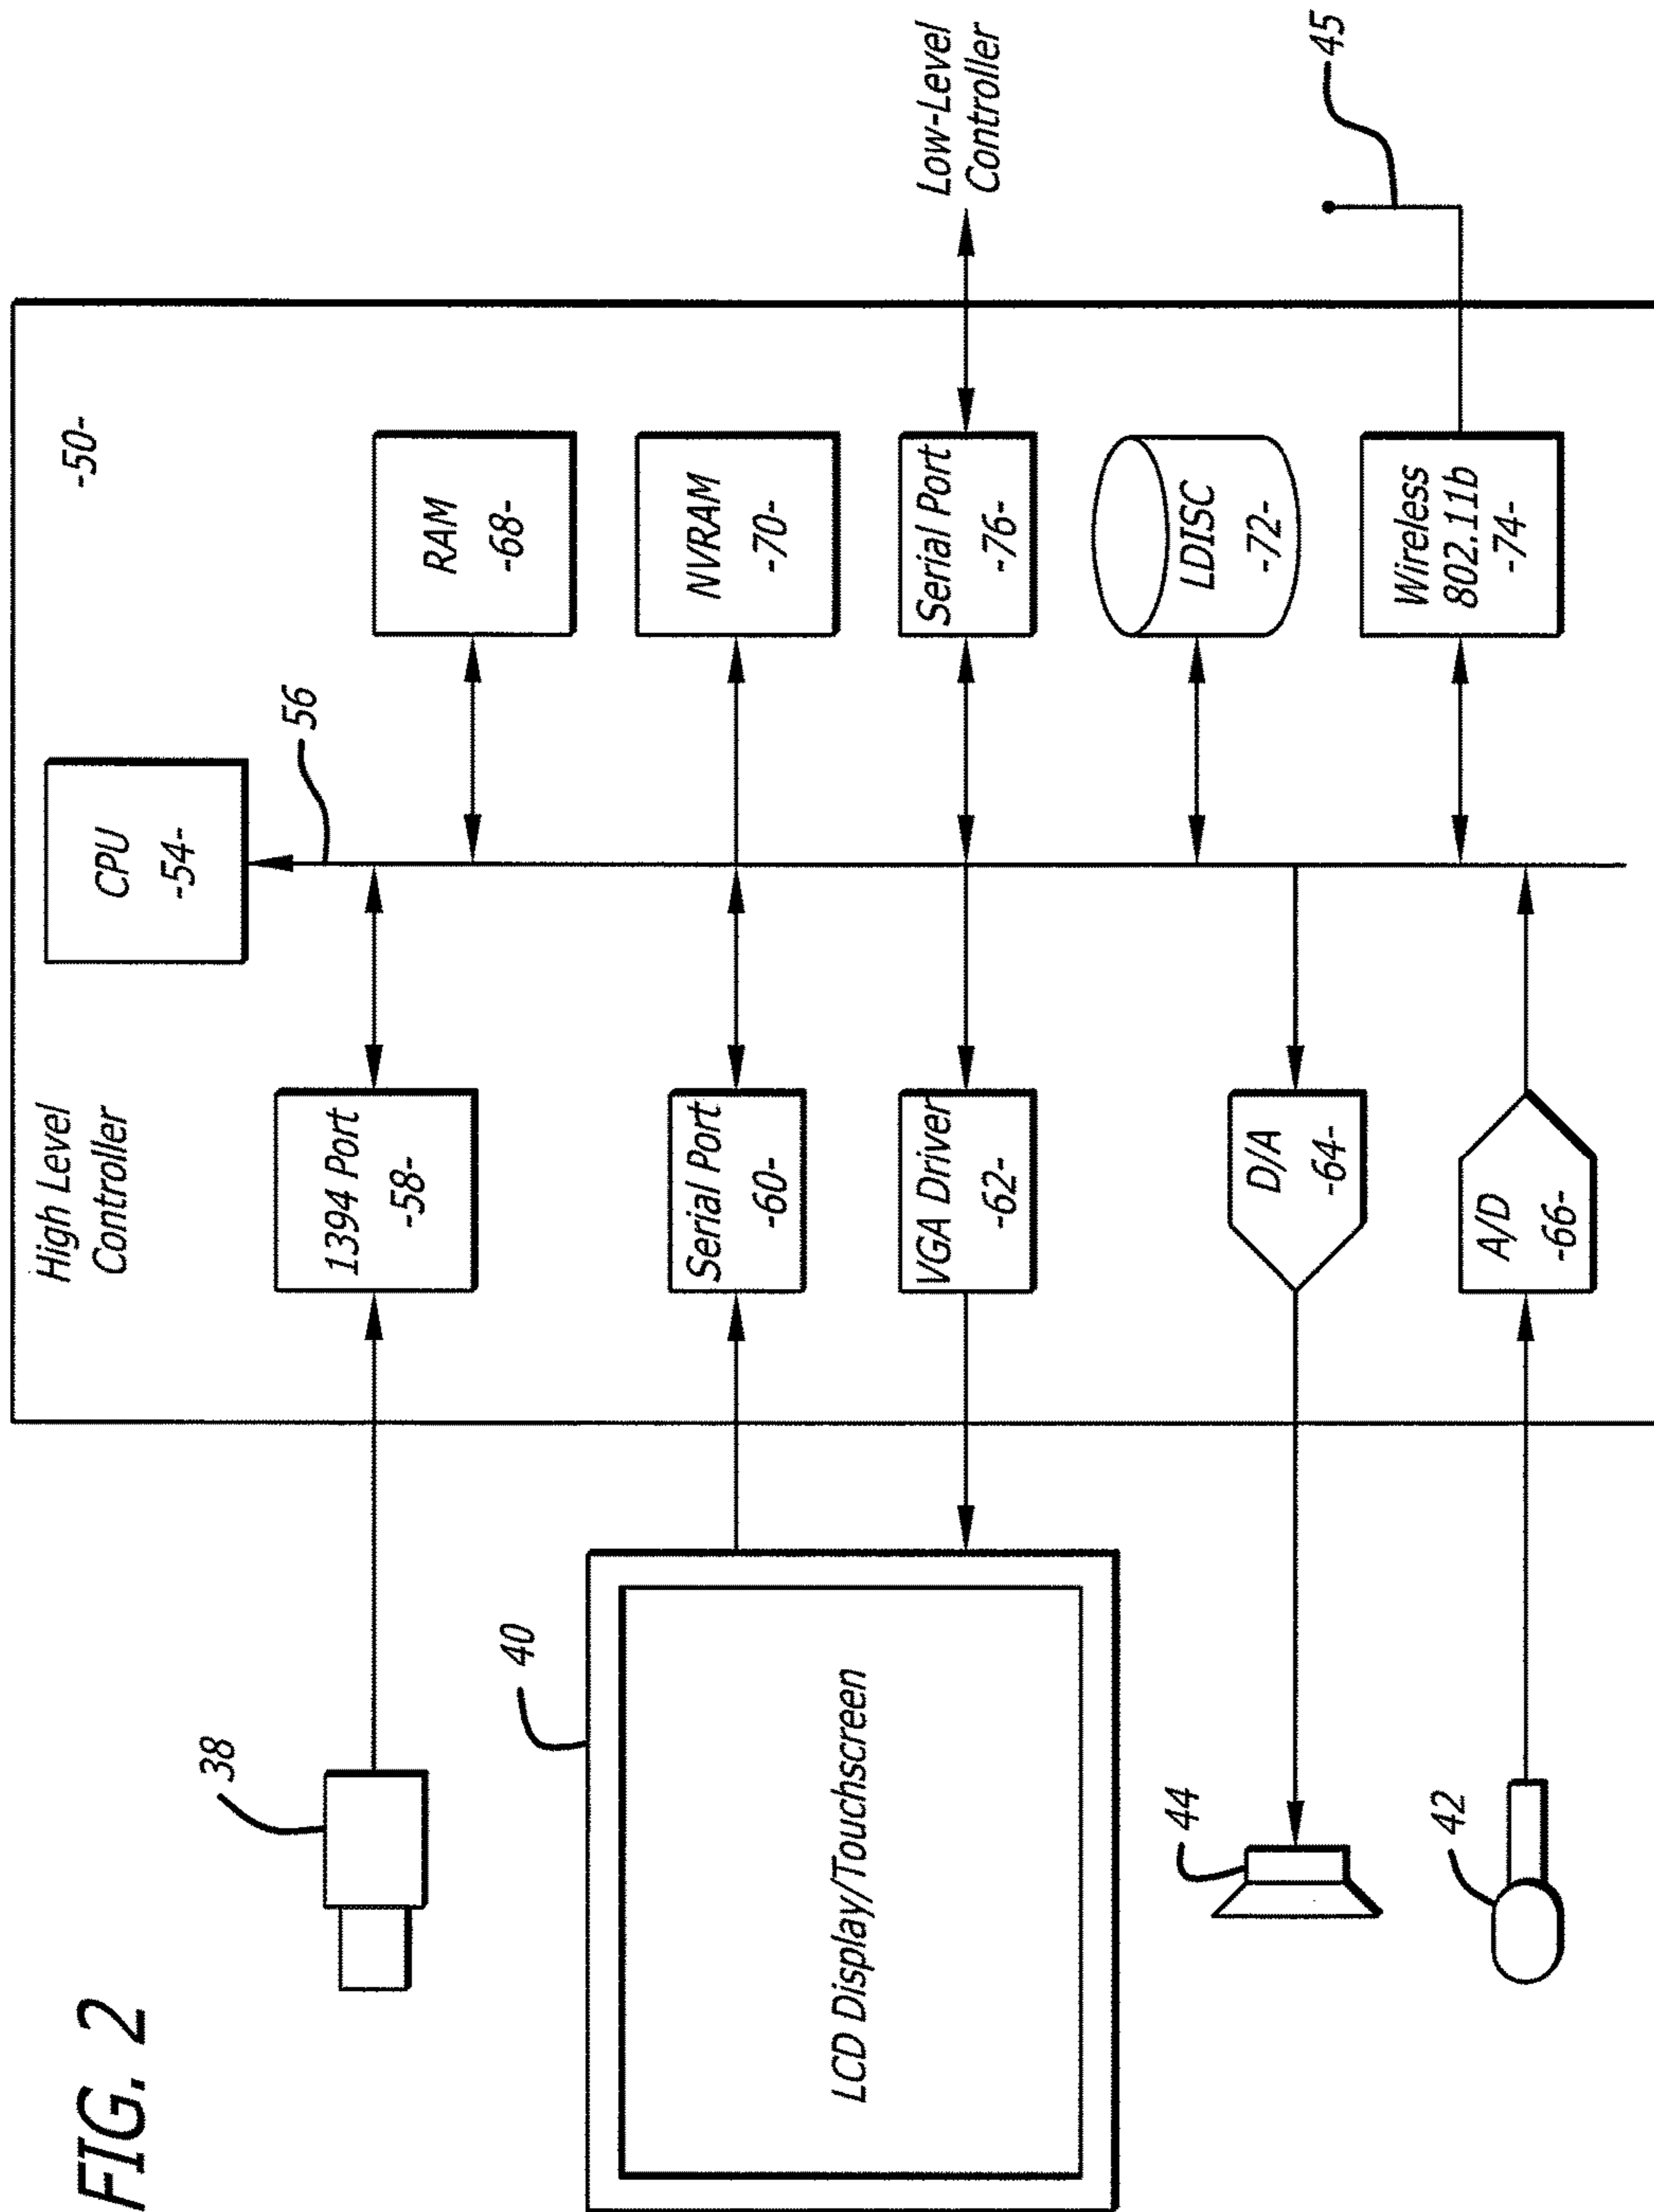 FIG. 2
High Level
Controller
-50-
CPU
-54-
56
38
1394 Port
-58-
RAM
-68-
40
LCD Display/Touchscreen
Serial Port
-60-
NVRAM
-70-
VGA Driver
-62-
Serial Port
-76-
Low-Level
Controller
44
D/A
-64-
LDISC
-72-
42
A/D
-66-
Wireless
802.11b
-74-
45